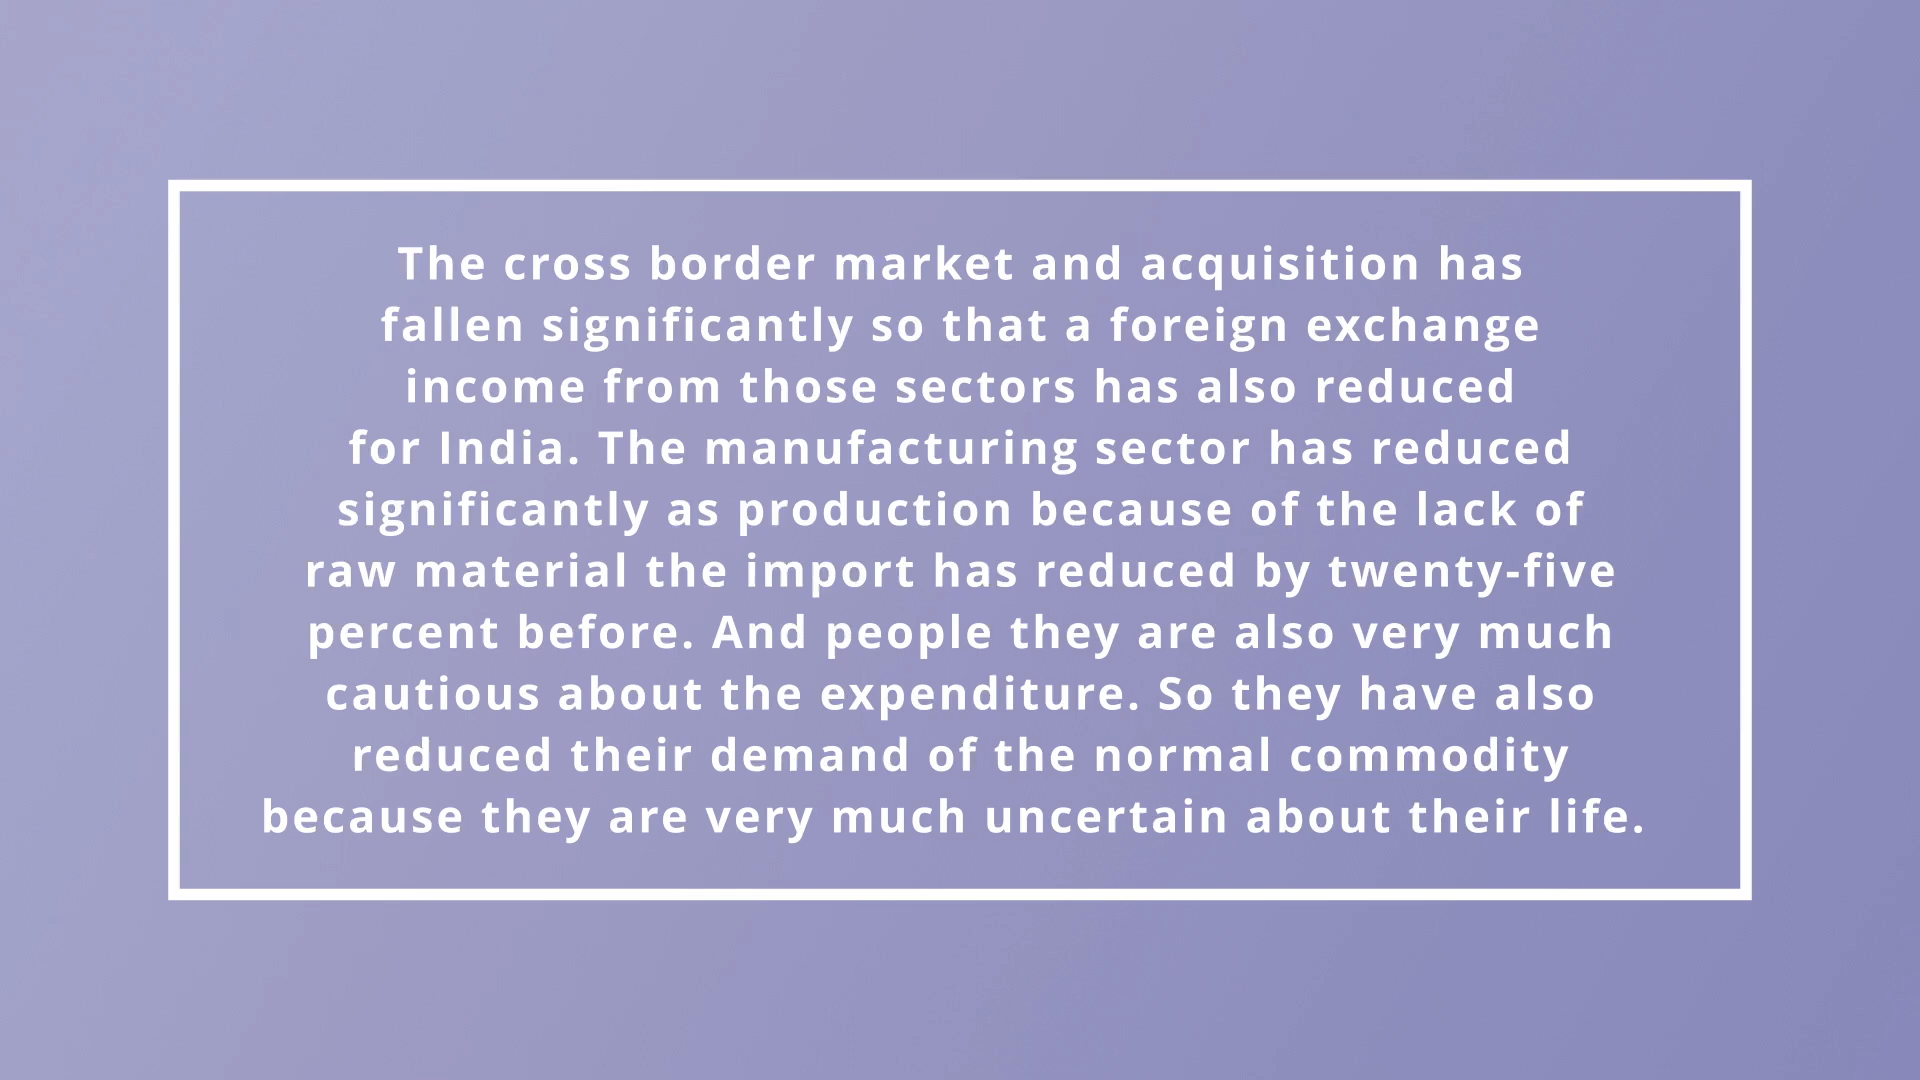 The cross border market and acquisition has
fallen significantly so that a foreign exchange
income from those sectors has also reduced
for India. The manufacturing sector has reduced
significantly as production because of the lack of
raw material the import has reduced by twenty-five
percent before. And people they are also very much
cautious about the expenditure. So they have also
reduced their demand of the normal commodity
because they are very much uncertain about their life.